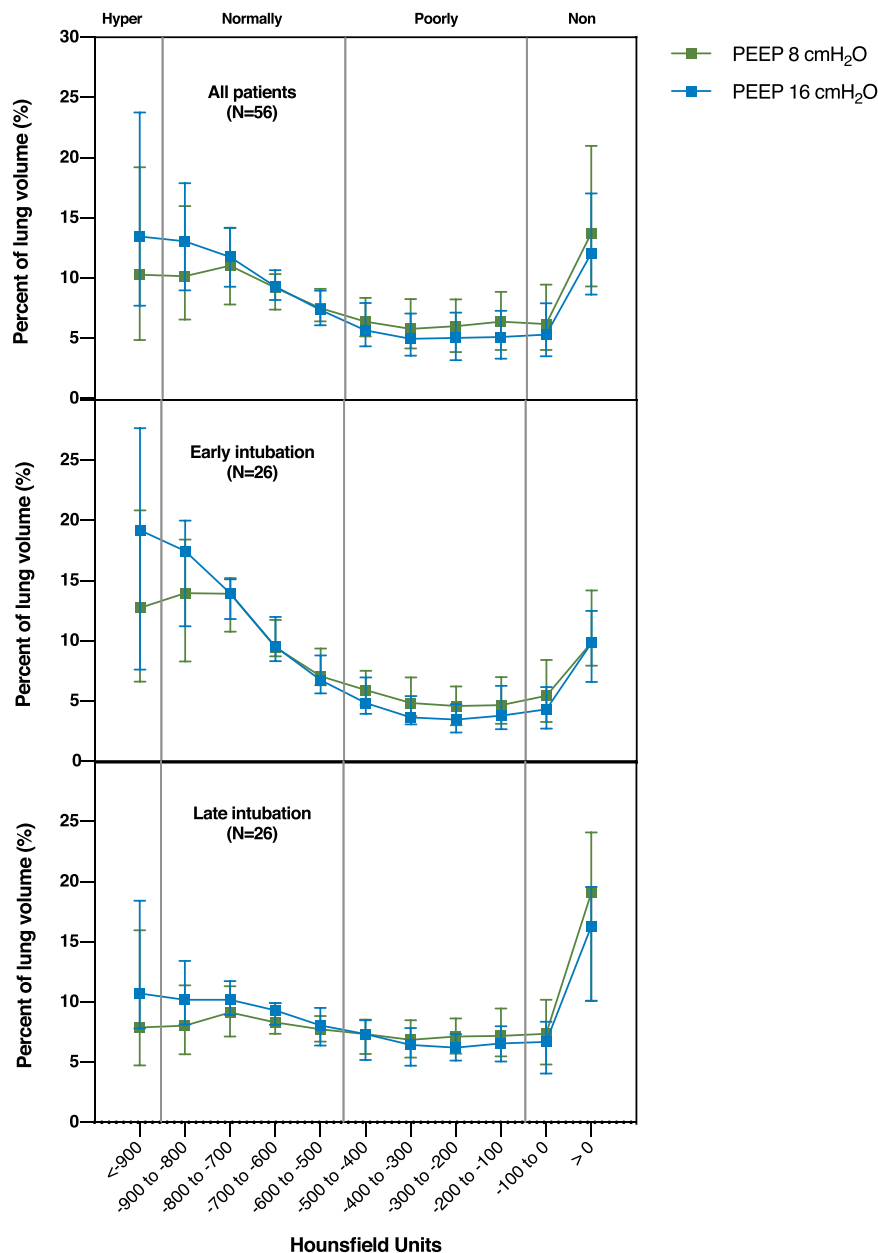 Hyper Normally Poorly Non
PEEP 8 cmH₂O
PEEP 16 cmH₂O
Percent of lung volume (%)
30
25
20
15
10
5
0
All patients
(N=56)
Percent of lung volume (%)
25
20
15
10
5
0
Early intubation
(N=26)
Percent of lung volume (%)
25
20
15
10
5
0
Late intubation
(N=26)
<-900
-900 to -800
-800 to -700
-700 to -600
-600 to -500
-500 to -400
-400 to -300
-300 to -200
-200 to -100
-100 to 0
> 0
Hounsfield Units